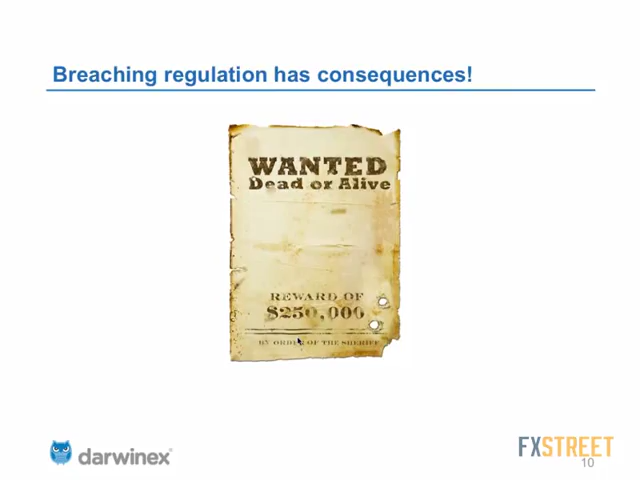 Breaching regulation has consequences!
WANTED
Dead or Alive
REWARD OF
$250,000
BY ORDER OF THE SHERIFF
darwinex®
FXSTREET
10